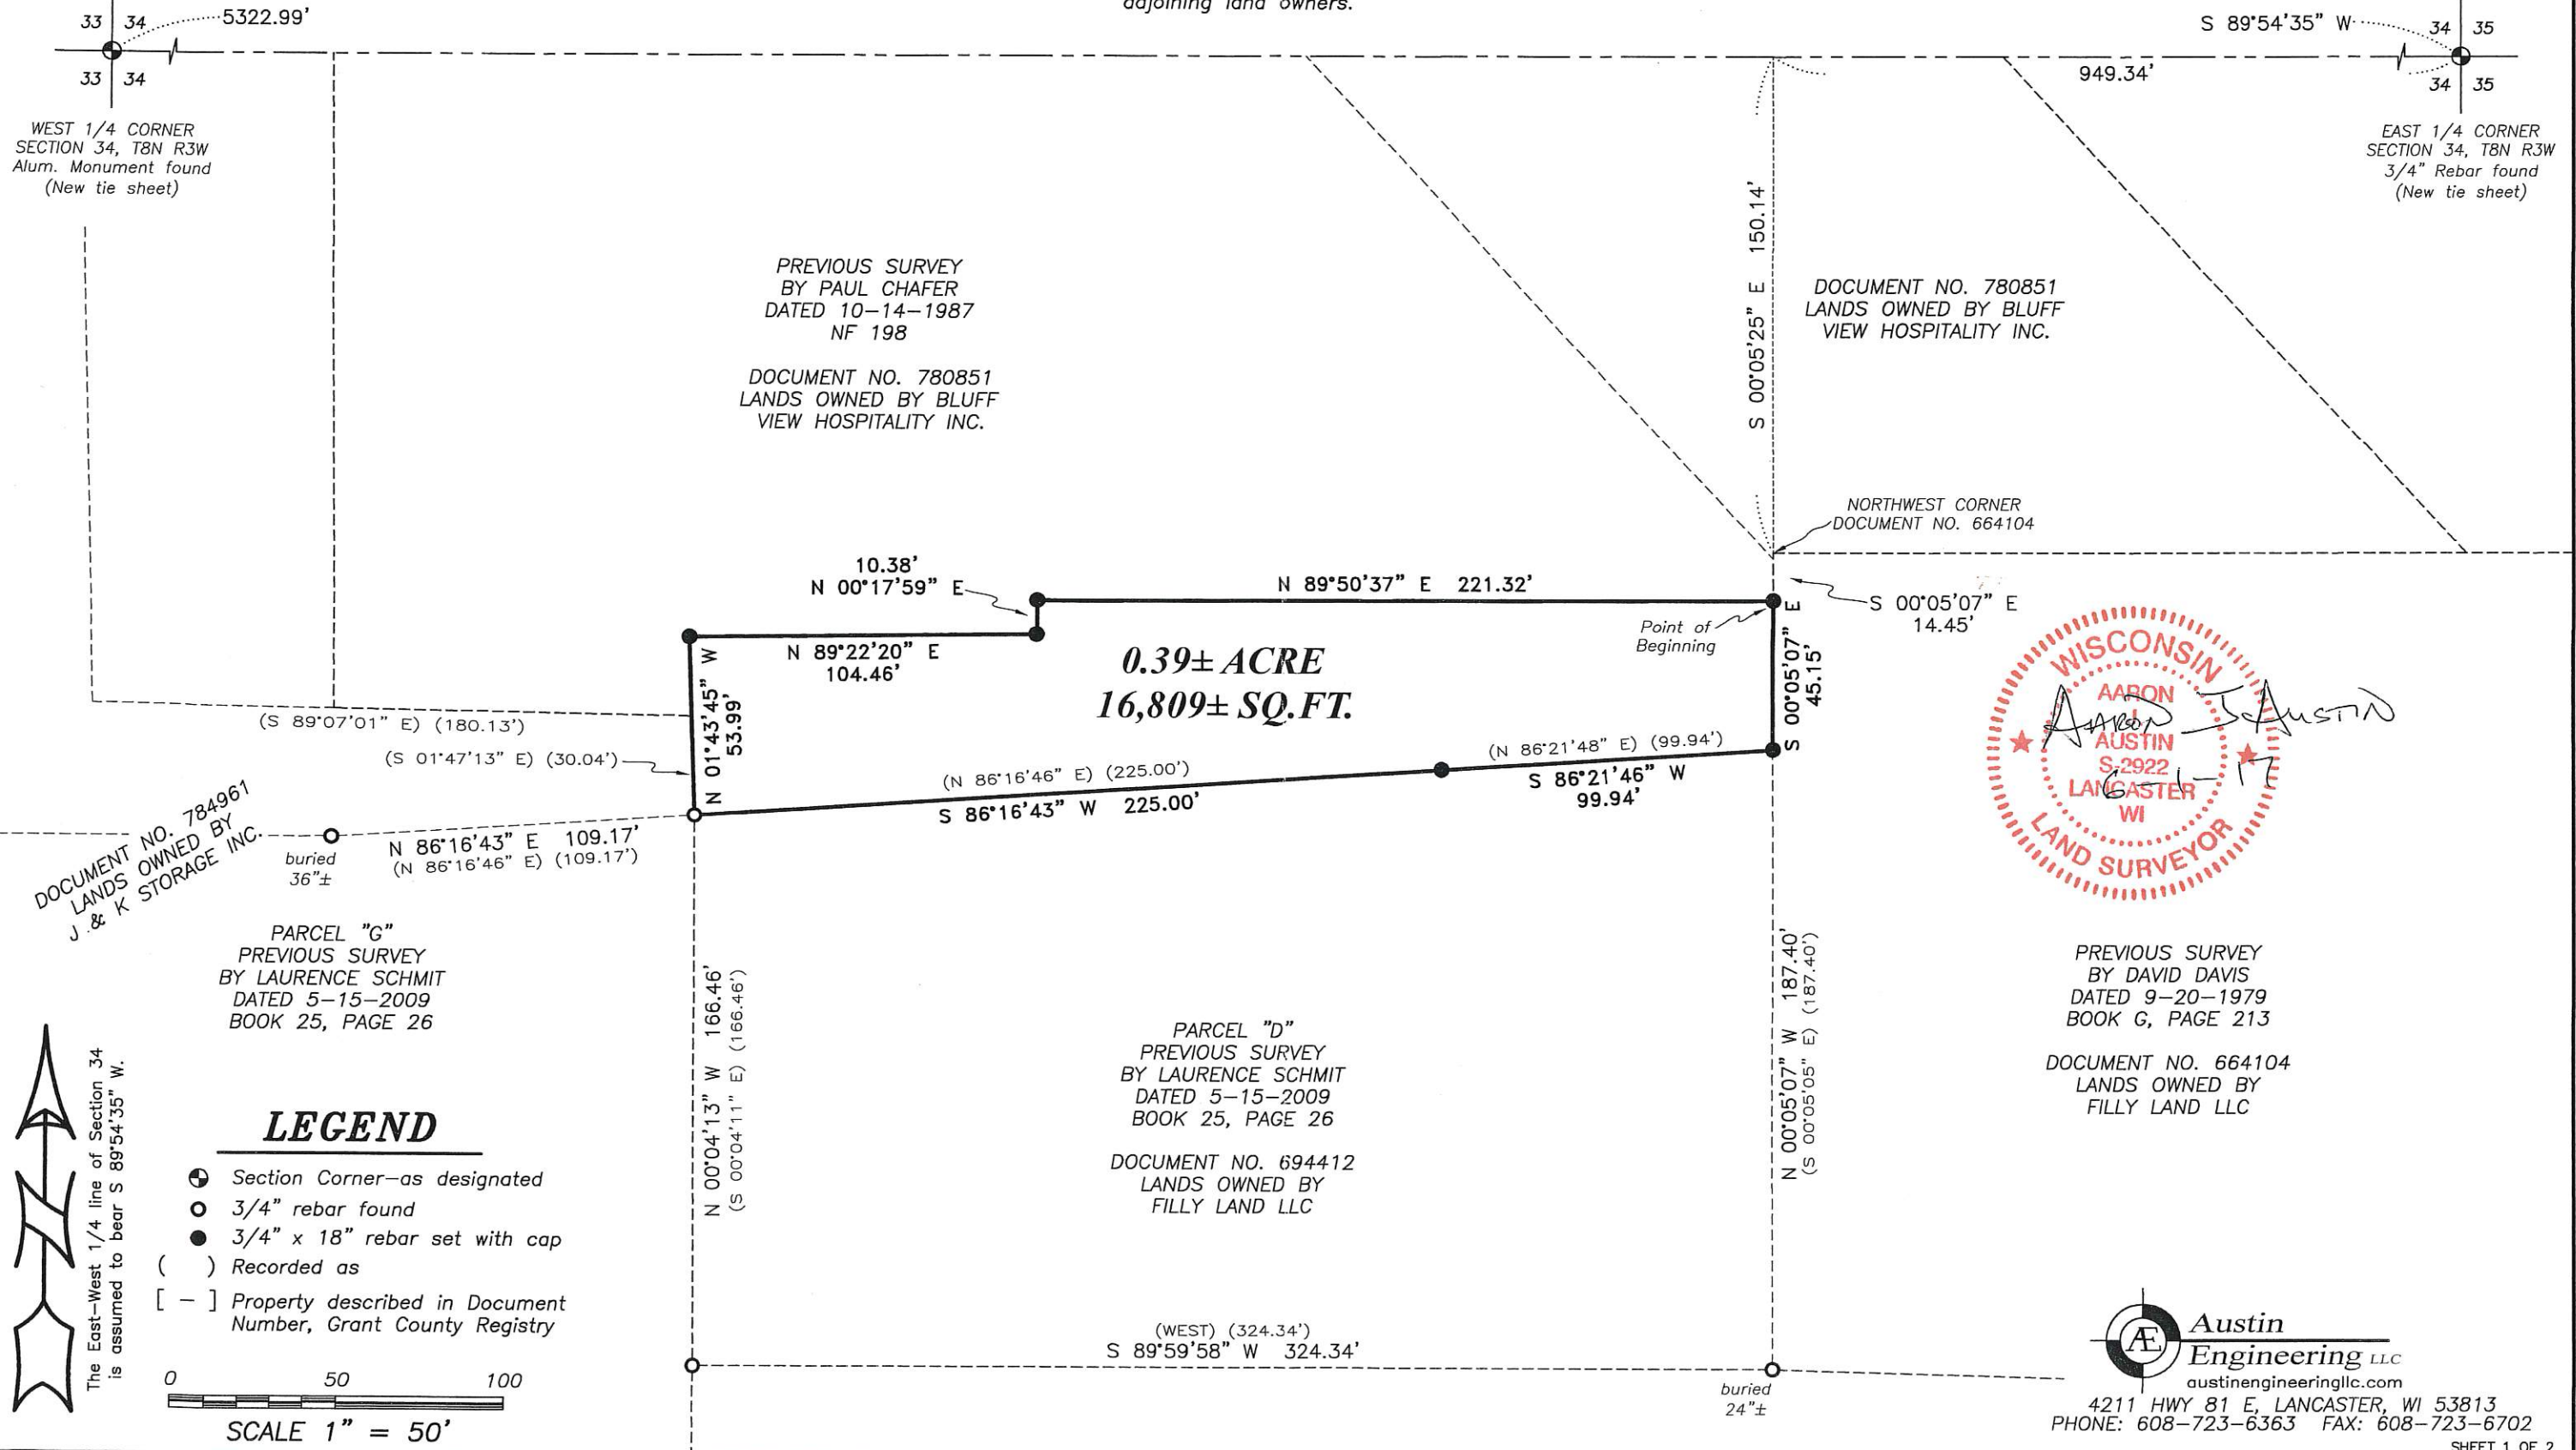 adjoining land owners.
33 34
5322.99'
S 89°54'35" W
34 35
33 34
949.34'
34 35
WEST 1/4 CORNER
SECTION 34, T8N R3W
Alum. Monument found
(New tie sheet)
EAST 1/4 CORNER
SECTION 34, T8N R3W
3/4" Rebar found
(New tie sheet)
S 00°05'25" E 150.14'
PREVIOUS SURVEY
BY PAUL CHAFER
DATED 10-14-1987
NF 198
DOCUMENT NO. 780851
LANDS OWNED BY BLUFF
VIEW HOSPITALITY INC.
DOCUMENT NO. 780851
LANDS OWNED BY BLUFF
VIEW HOSPITALITY INC.
NORTHWEST CORNER
DOCUMENT NO. 664104
10.38'
N 00°17'59" E
N 89°50'37" E 221.32'
S 00°05'07" E
14.45'
Point of
Beginning
N 89°22'20" E
104.46'
0.39± ACRE
16,809± SQ.FT.
S 00°05'07" E
45.15'
N 01°43'45" W
53.99'
(S 89°07'01" E) (180.13')
(S 01°47'13" E) (30.04')
(N 86°16'46" E) (225.00')
S 86°16'43" W 225.00'
(N 86°21'48" E) (99.94')
S 86°21'46" W
99.94'
WISCONSIN
AARON
J.
AUSTIN
S-2922
LANCASTER
WI
LAND SURVEYOR
AARON J AUSTIN
6-1-17
DOCUMENT NO. 784961
LANDS OWNED BY
J & K STORAGE INC.
buried
36"±
N 86°16'43" E 109.17'
(N 86°16'46" E) (109.17')
PARCEL "G"
PREVIOUS SURVEY
BY LAURENCE SCHMIT
DATED 5-15-2009
BOOK 25, PAGE 26
N 00°04'13" W 166.46'
(S 00°04'11" E) (166.46')
PARCEL "D"
PREVIOUS SURVEY
BY LAURENCE SCHMIT
DATED 5-15-2009
BOOK 25, PAGE 26
DOCUMENT NO. 694412
LANDS OWNED BY
FILLY LAND LLC
N 00°05'07" W 187.40'
(S 00°05'05" E) (187.40')
PREVIOUS SURVEY
BY DAVID DAVIS
DATED 9-20-1979
BOOK G, PAGE 213
DOCUMENT NO. 664104
LANDS OWNED BY
FILLY LAND LLC
The East-West 1/4 line of Section 34
is assumed to bear S 89°54'35" W.
N
LEGEND
Section Corner-as designated
3/4" rebar found
3/4" x 18" rebar set with cap
( ) Recorded as
[ - ] Property described in Document
Number, Grant County Registry
0 50 100
SCALE 1" = 50'
(WEST) (324.34')
S 89°59'58" W 324.34'
buried
24"±
AE
Austin
Engineering LLC
austinengineeringllc.com
4211 HWY 81 E, LANCASTER, WI 53813
PHONE: 608-723-6363 FAX: 608-723-6702
SHEET 1 OF 2